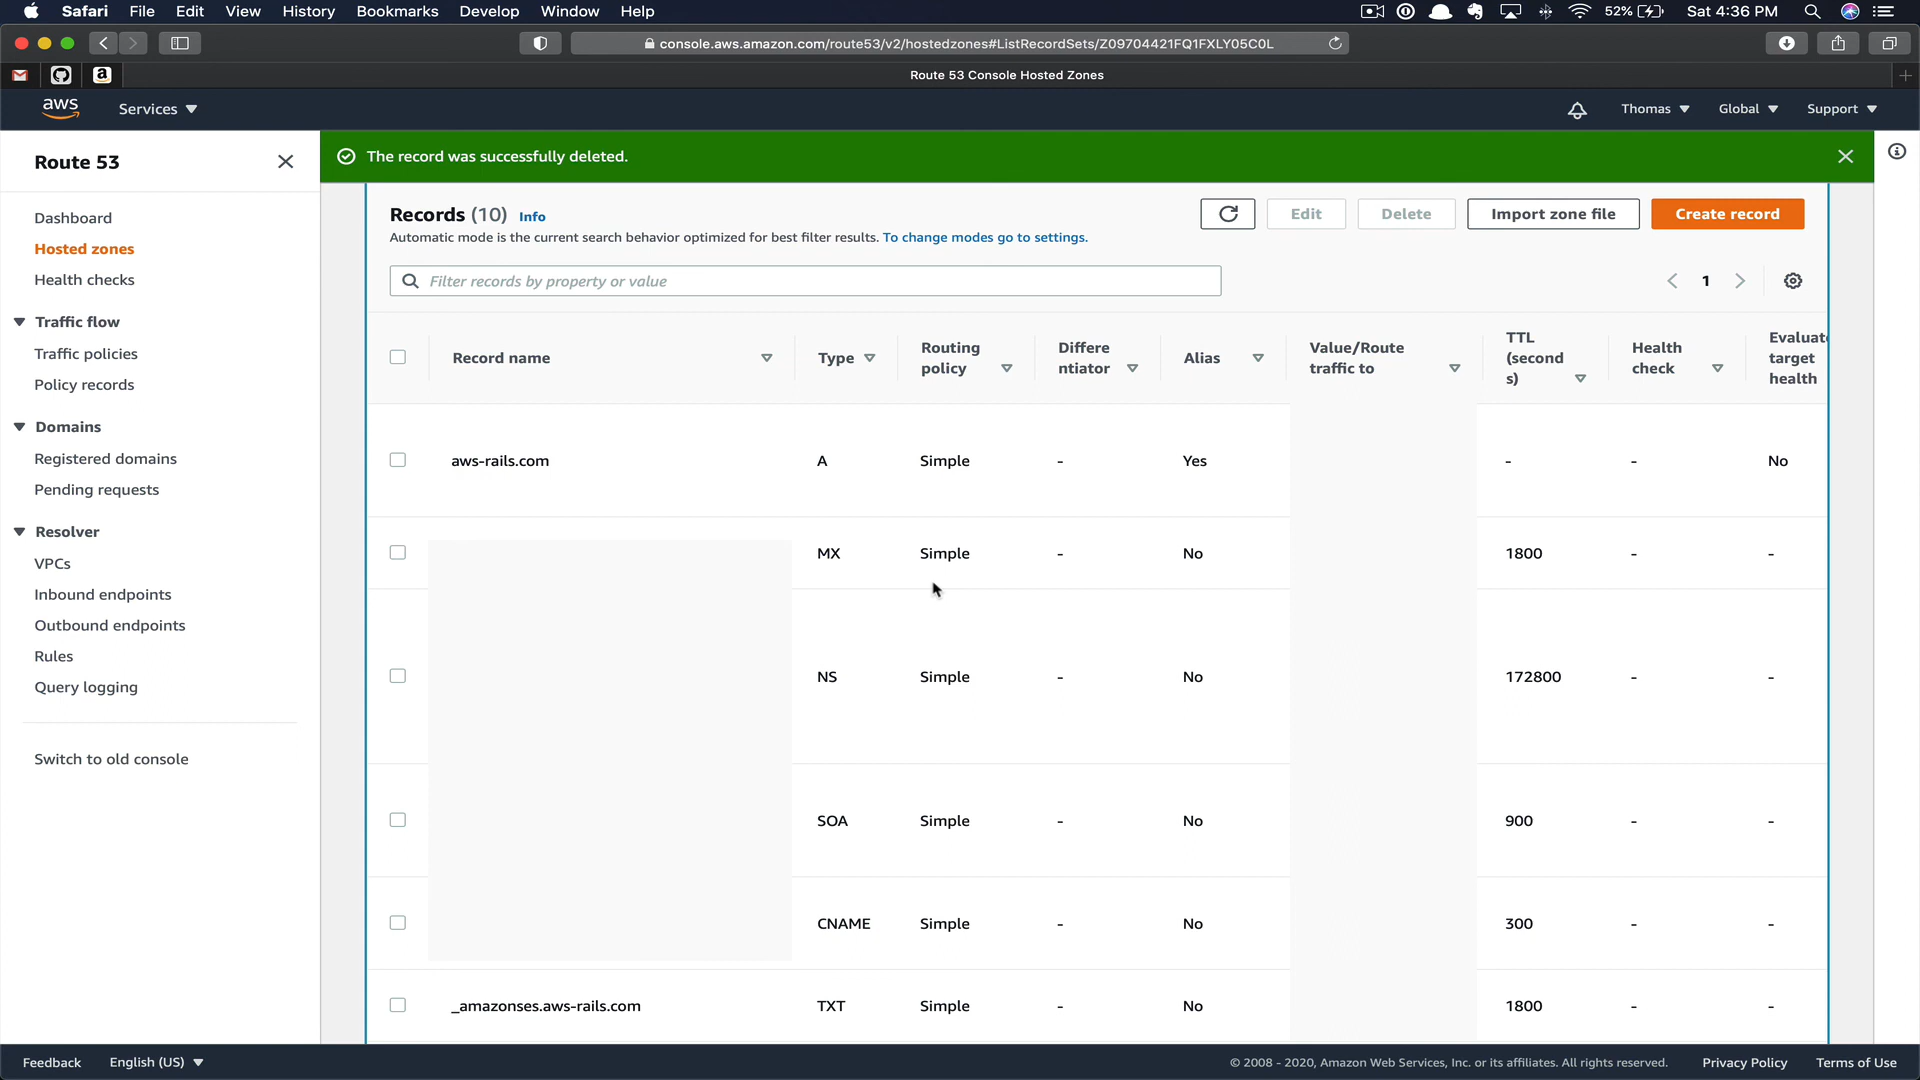 Safari File Edit View History Bookmarks Develop Window Help 52% Sat 4:36 PM
console.aws.amazon.com/route53/v2/hostedzones#ListRecordSets/Z09704421FQ1FXLY05C0L
Route 53 Console Hosted Zones
aws Services Thomas Global Support
Route 53
Dashboard
Hosted zones
Health checks
Traffic flow
Traffic policies
Policy records
Domains
Registered domains
Pending requests
Resolver
VPCs
Inbound endpoints
Outbound endpoints
Rules
Query logging
Switch to old console
The record was successfully deleted.
Records (10) Info
Edit Delete Import zone file Create record
Automatic mode is the current search behavior optimized for best filter results. To change modes go to settings.
Filter records by property or value
1
Record name
Type
Routing
policy
Differe
ntiator
Alias
Value/Route
traffic to
TTL
(second
s)
Health
check
Evaluate
target
health
aws-rails.com A Simple - Yes - - No
MX Simple - No 1800 - -
NS Simple - No 172800 - -
SOA Simple - No 900 - -
CNAME Simple - No 300 - -
_amazonses.aws-rails.com TXT Simple - No 1800 - -
Feedback English (US) © 2008 - 2020, Amazon Web Services, Inc. or its affiliates. All rights reserved. Privacy Policy Terms of Use